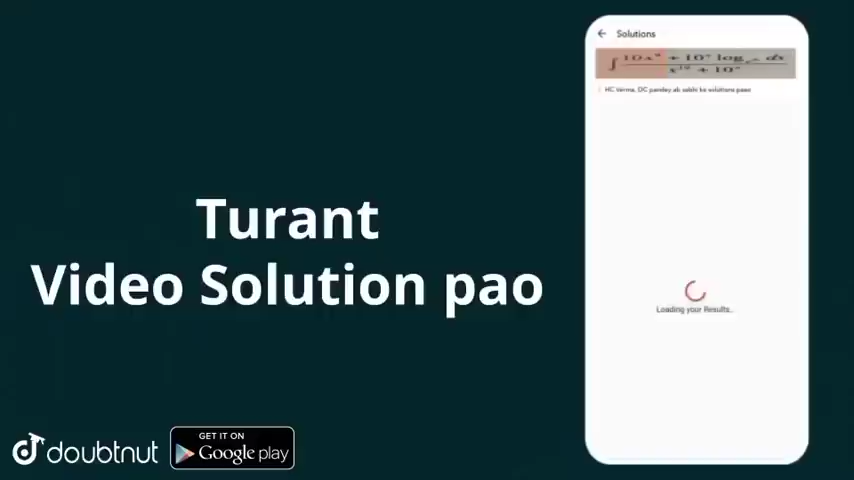 Turant
Video Solution pao
doubtnut
GET IT ON
Google play
Solutions
HC Verma, DC pandey ab sabhi ke solutions paao
Loading your Results..